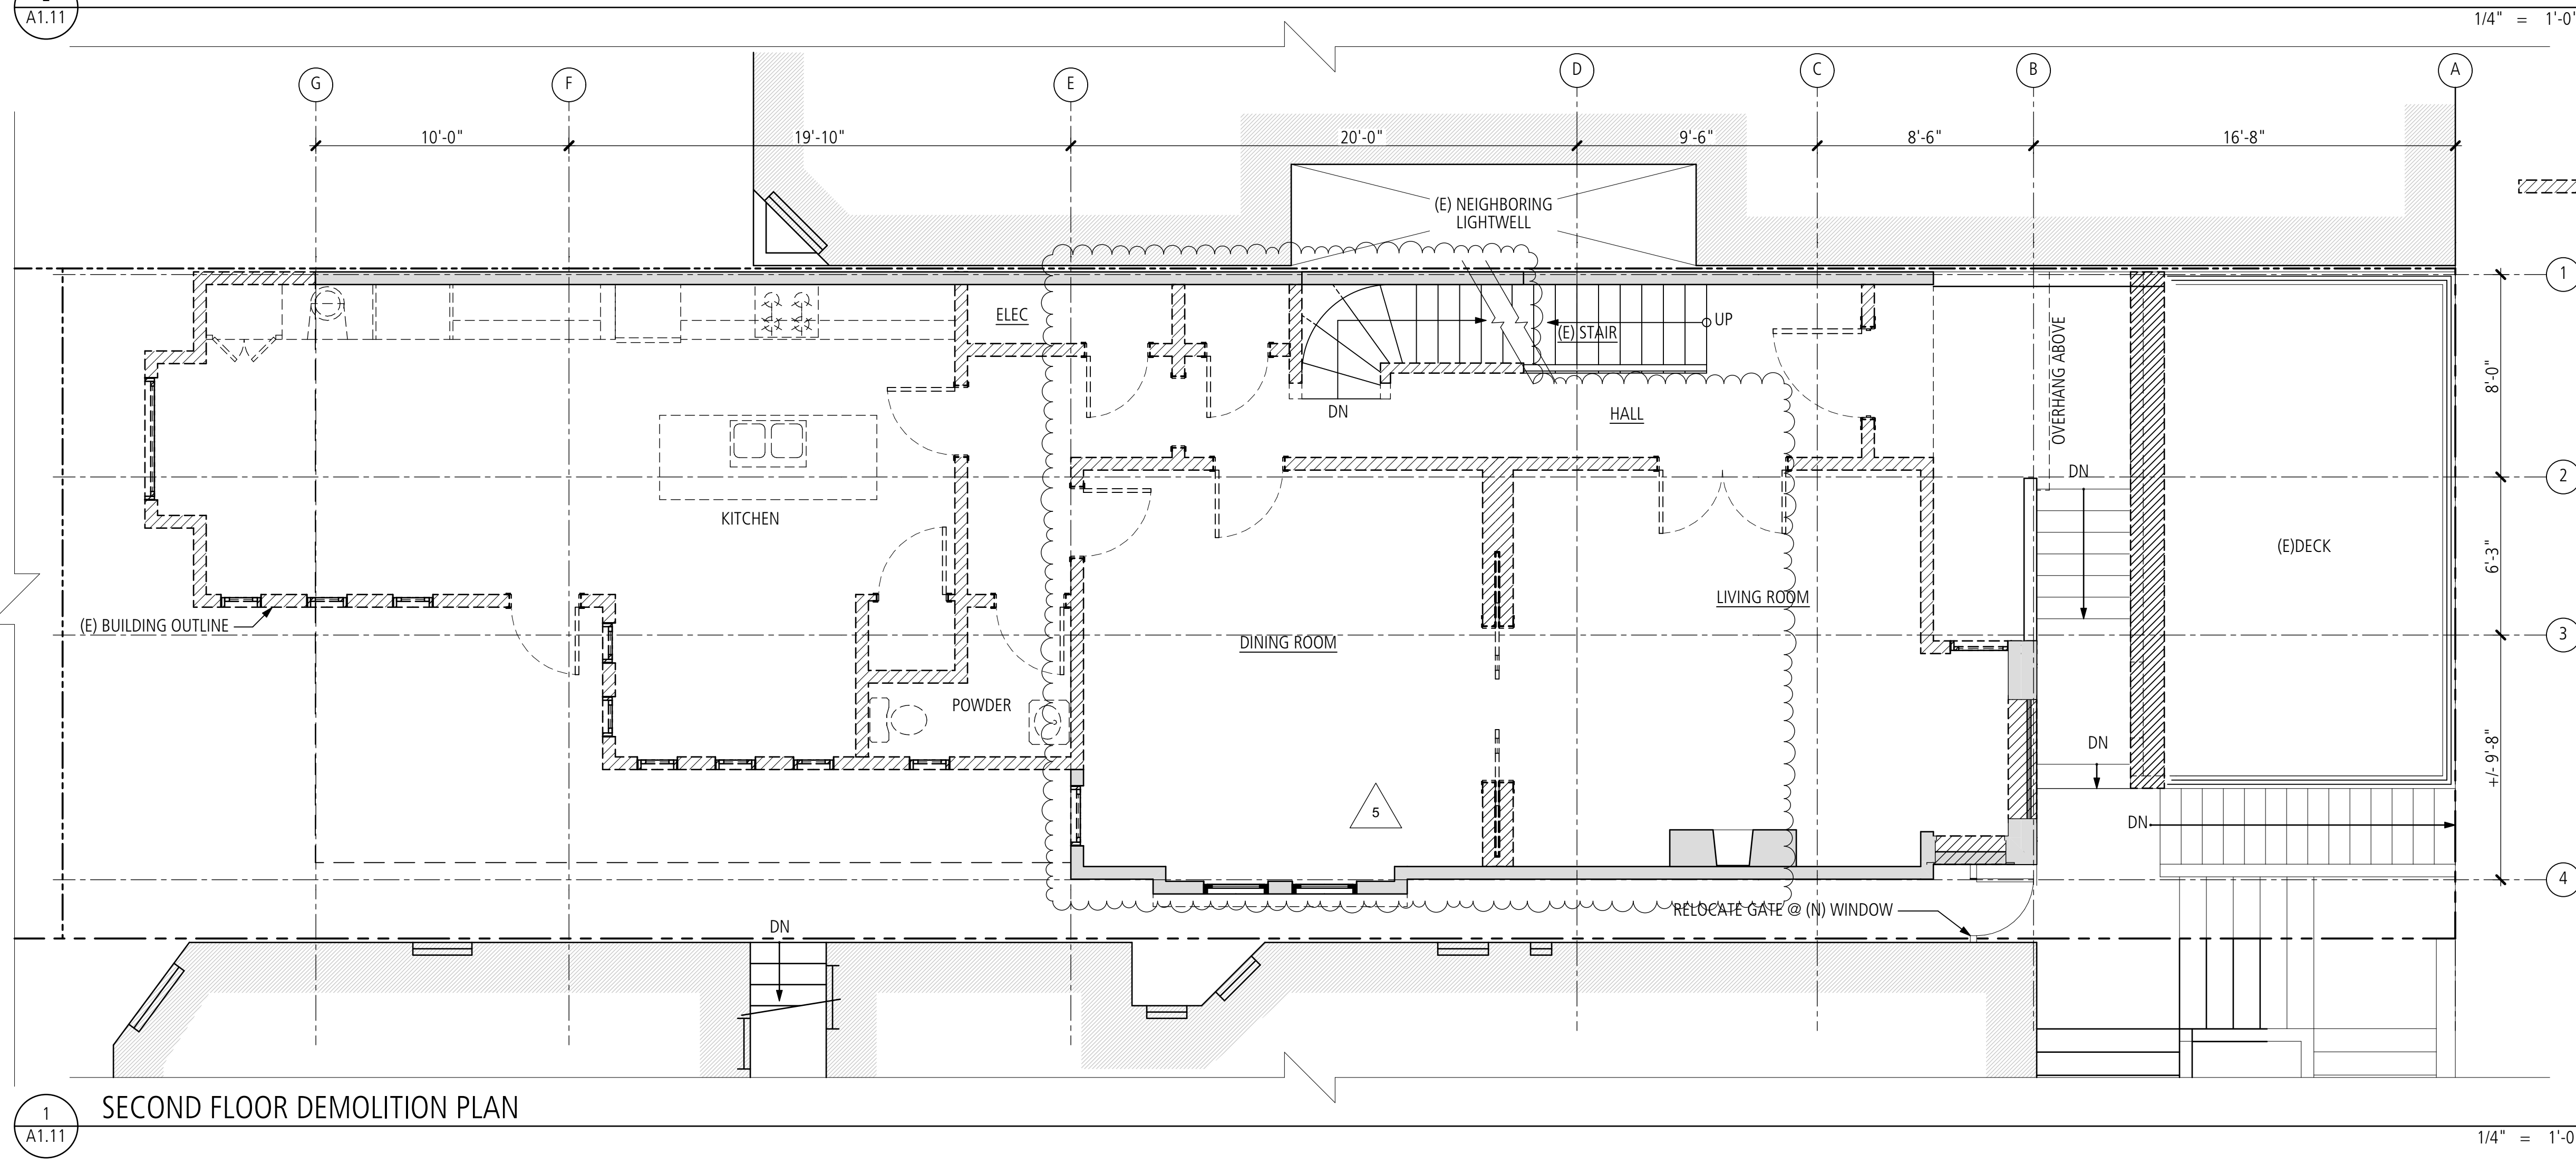 A1.11
1/4" = 1'-0"
G
F
E
D
C
B
A
10'-0"
19'-10"
20'-0"
9'-6"
8'-6"
16'-8"
(E) NEIGHBORING
LIGHTWELL
1
ELEC
(E) STAIR
UP
OVERHANG ABOVE
8'-0"
DN
HALL
DN
2
KITCHEN
(E)DECK
6'-3"
LIVING ROOM
(E) BUILDING OUTLINE
DINING ROOM
3
POWDER
DN
+/- 9'-8"
5
DN
4
RELOCATE GATE @ (N) WINDOW
DN
1
A1.11
SECOND FLOOR DEMOLITION PLAN
1/4" = 1'-0